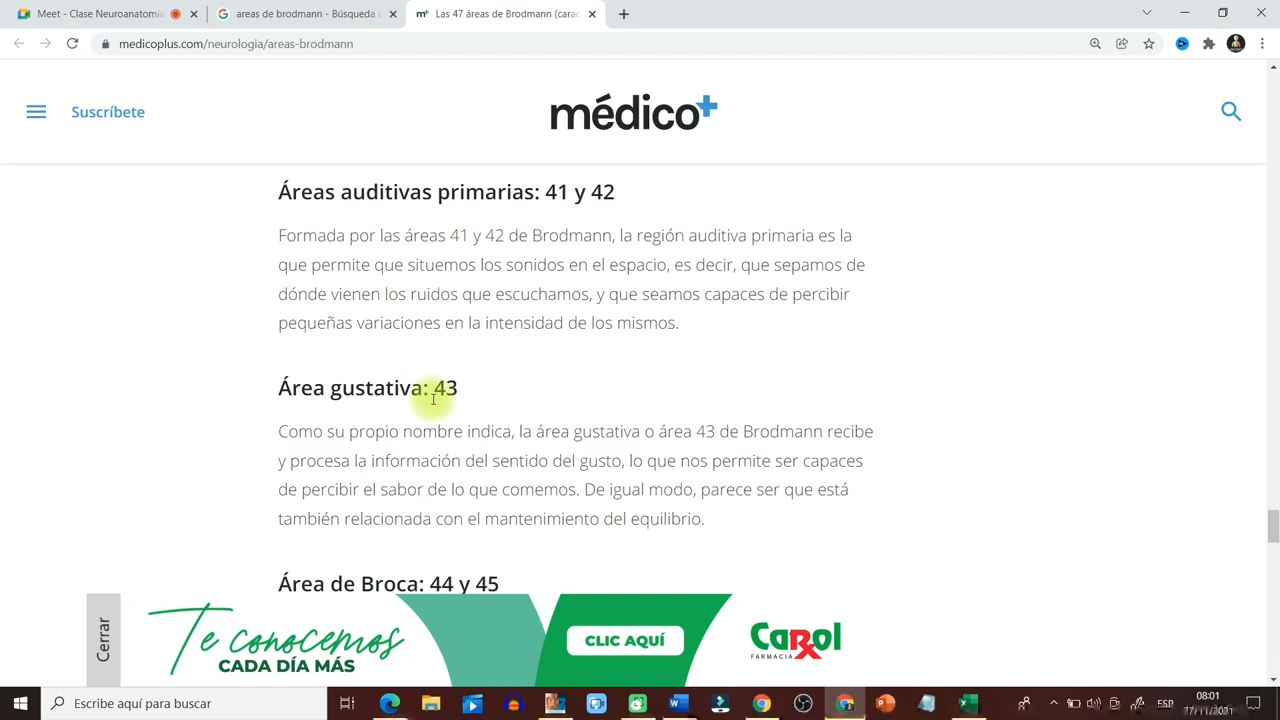 Meet - Clase Neuroanatomía
areas de brodmann - Búsqueda
Las 47 áreas de Brodmann (carac
medicoplus.com/neurologia/areas-brodmann
Suscríbete
médico+
Áreas auditivas primarias: 41 y 42
Formada por las áreas 41 y 42 de Brodmann, la región auditiva primaria es la
que permite que situemos los sonidos en el espacio, es decir, que sepamos de
dónde vienen los ruidos que escuchamos, y que seamos capaces de percibir
pequeñas variaciones en la intensidad de los mismos.
Área gustativa: 43
Como su propio nombre indica, la área gustativa o área 43 de Brodmann recibe
y procesa la información del sentido del gusto, lo que nos permite ser capaces
de percibir el sabor de lo que comemos. De igual modo, parece ser que está
también relacionada con el mantenimiento del equilibrio.
Área de Broca: 44 y 45
Cerrar
Te conocemos
CADA DÍA MÁS
CLIC AQUÍ
Carol
FARMACIA
Escribe aquí para buscar
ESP
08:01